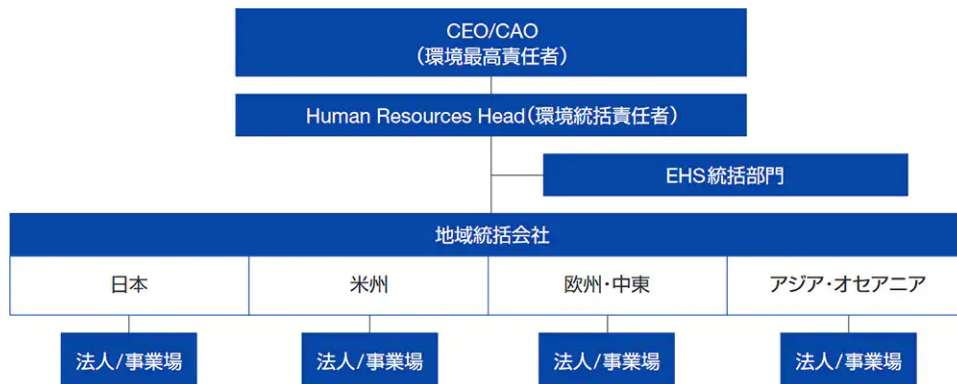 CEO/CAO
（環境最高責任者）
Human Resources Head（環境統括責任者）
EHS統括部門
地域統括会社
日本
米州
欧州・中東
アジア・オセアニア
法人/事業場
法人/事業場
法人/事業場
法人/事業場